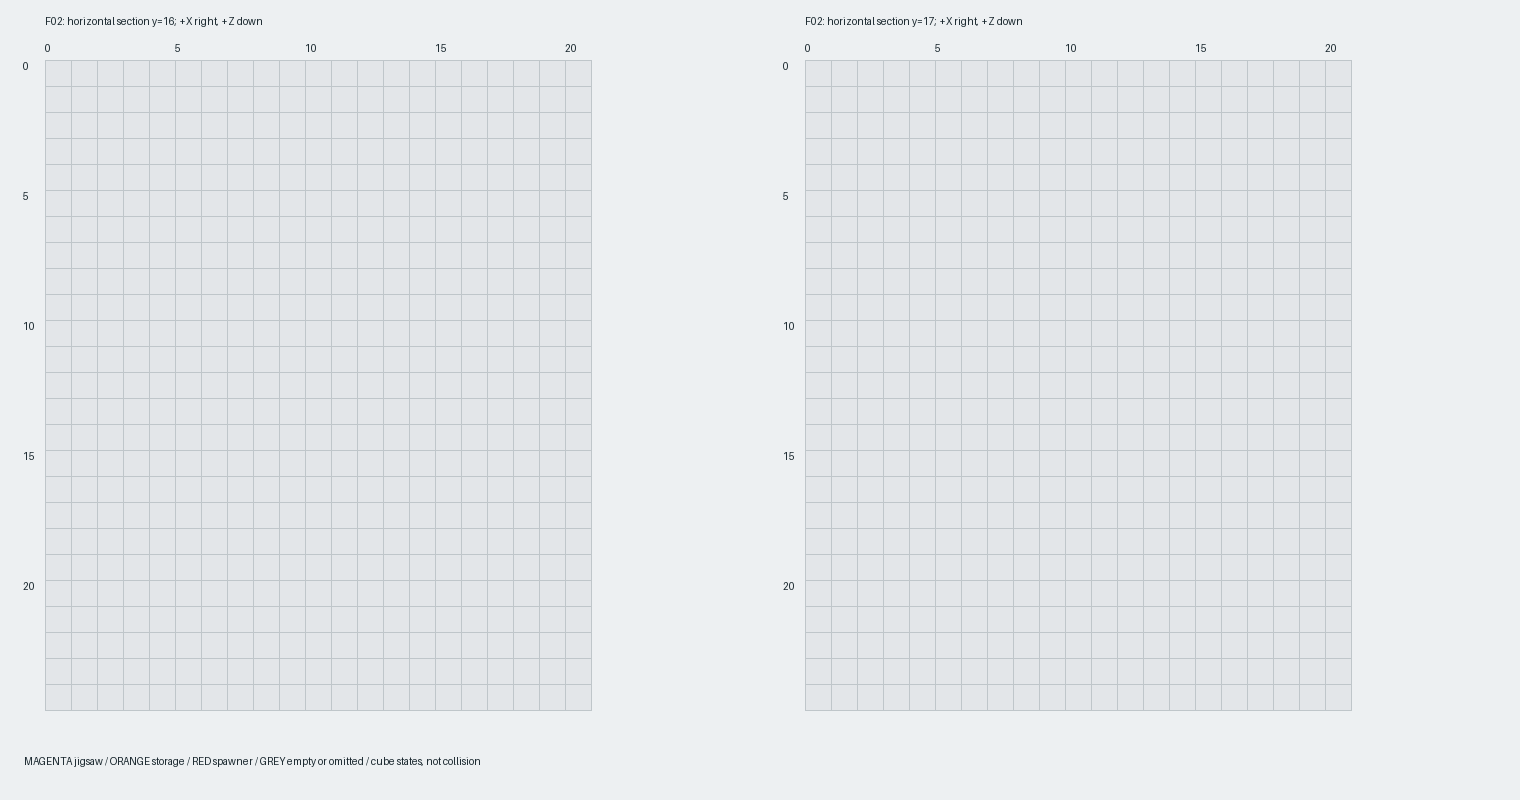 F02: horizontal section y=16; +X right, +Z down
0 5 10 15 20
0
5
10
15
20
F02: horizontal section y=17; +X right, +Z down
0 5 10 15 20
0
5
10
15
20
MAGENTA jigsaw / ORANGE storage / RED spawner / GREY empty or omitted / cube states, not collision